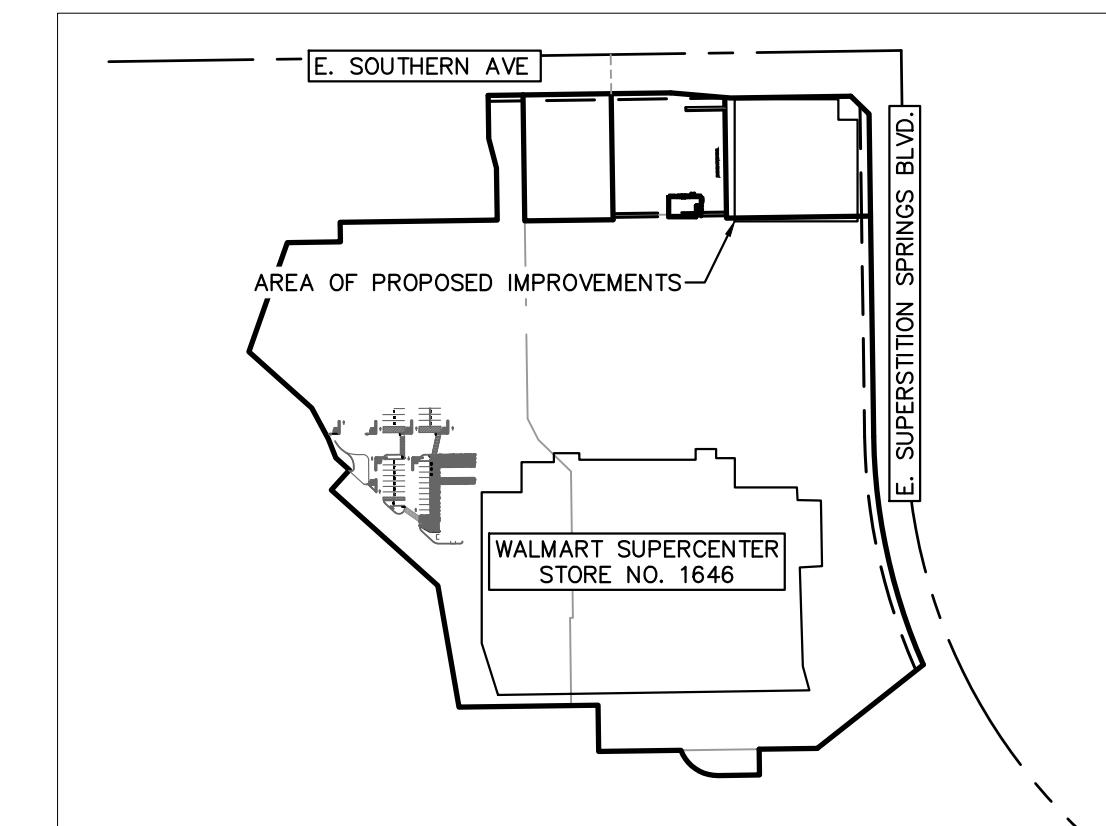 E. SOUTHERN AVE
E. SUPERSTITION SPRINGS BLVD.
AREA OF PROPOSED IMPROVEMENTS
WALMART SUPERCENTER
STORE NO. 1646